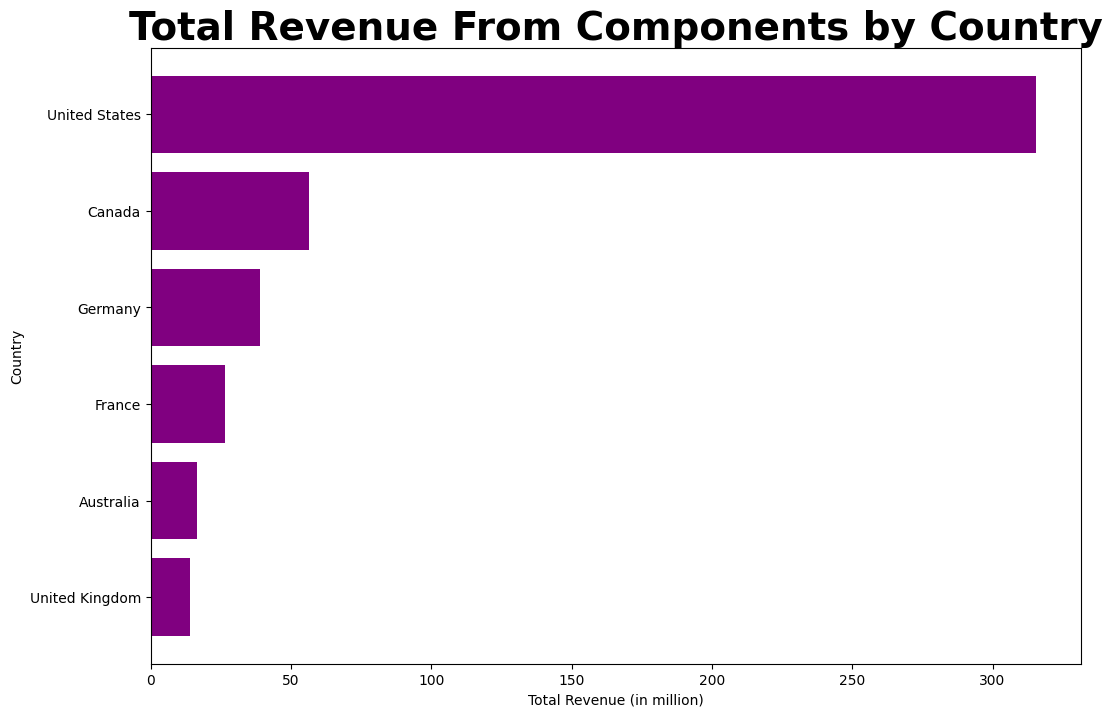 Total Revenue From Components by Country
United States
Canada
Germany
France
Australia
United Kingdom
Country
0 50 100 150 200 250 300
Total Revenue (in million)